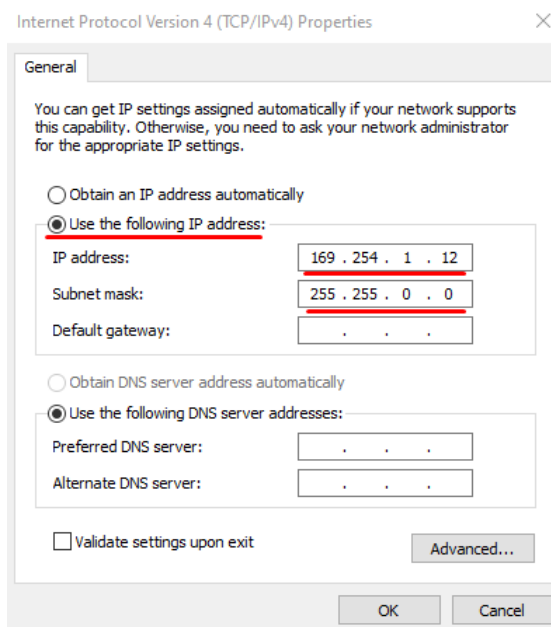 Internet Protocol Version 4 (TCP/IPv4) Properties
General
You can get IP settings assigned automatically if your network supports
this capability. Otherwise, you need to ask your network administrator
for the appropriate IP settings.
Obtain an IP address automatically
Use the following IP address:
IP address: 169 . 254 . 1 . 12
Subnet mask: 255 . 255 . 0 . 0
Default gateway: . . .
Obtain DNS server address automatically
Use the following DNS server addresses:
Preferred DNS server: . . .
Alternate DNS server: . . .
Validate settings upon exit
Advanced...
OK Cancel